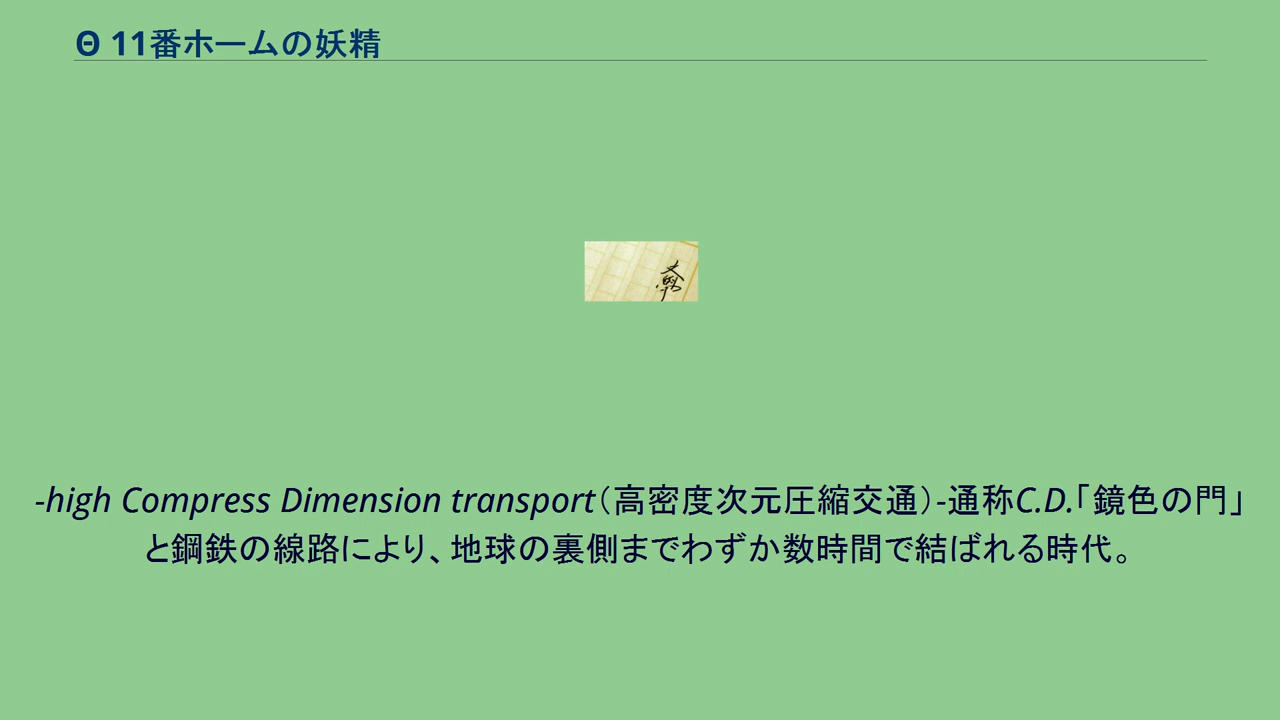 Θ 11番ホームの妖精
-high Compress Dimension transport（高密度次元圧縮交通）-通称C.D.「鏡色の門」
と鋼鉄の線路により、地球の裏側までわずか数時間で結ばれる時代。